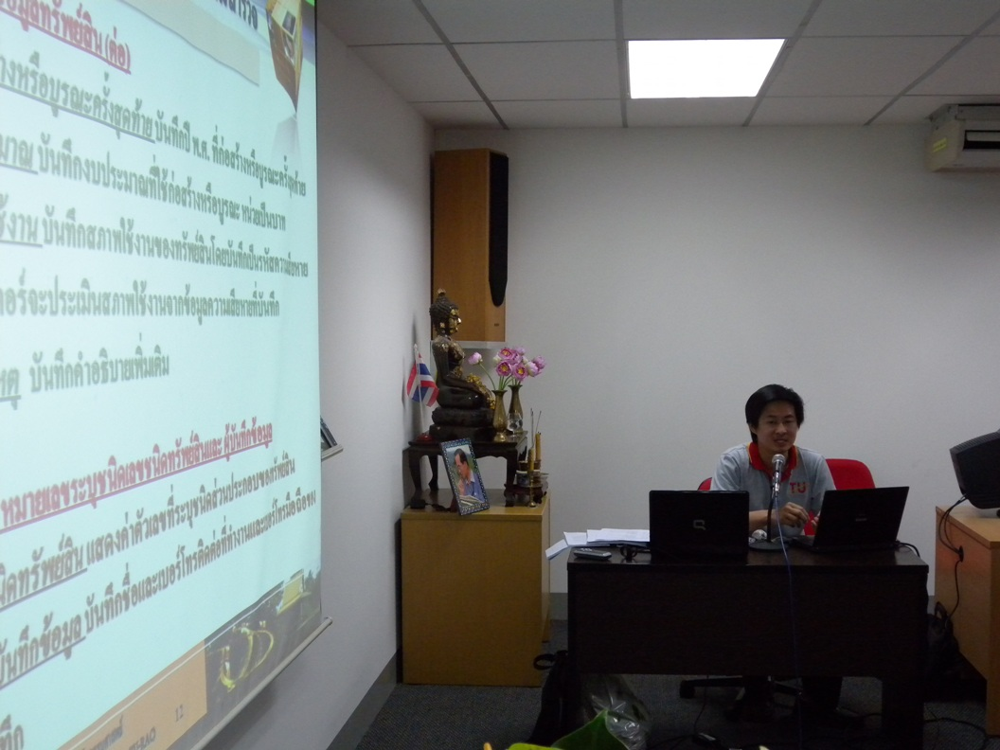 ข้อมูลทรัพย์สิน (ต่อ)
างหรือบูรณะครั้งสุดท้าย บันทึกปี พ.ศ. ที่ก่อสร้างหรือบูรณะครั้งสุดท้าย
มาณ บันทึกงบประมาณที่ใช้ก่อสร้างหรือบูรณะ หน่วยเป็นบาท
ช้งาน บันทึกสภาพใช้งานของทรัพย์สินโดยบันทึกเป็นรหัสความเสียหาย
อร์จะประเมินสภาพใช้งานจากข้อมูลความเสียหายที่บันทึก
หตุ บันทึกคำอธิบายเพิ่มเติม
หมายเลขระบุชนิดเลขชนิดทรัพย์สินและ ผู้บันทึกข้อมูล
นิดทรัพย์สิน แสดงค่าตัวเลขที่ระบุชนิดส่วนประกอบของทรัพย์สิน
บันทึกข้อมูล บันทึกชื่อและเบอร์โทรติดต่อที่ทำงานและเบอร์โทรมือถือของ
ทึก
12
TU